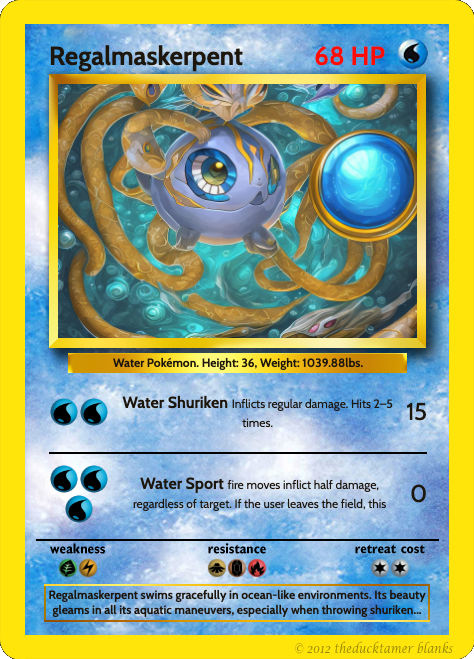 Regalmaskerpent 68 HP
Water Pokémon. Height: 36, Weight: 1039.88lbs.
Water Shuriken Inflicts regular damage. Hits 2–5 15
times.
Water Sport fire moves inflict half damage, 0
regardless of target. If the user leaves the field, this
weakness resistance retreat cost
Regalmaskerpent swims gracefully in ocean-like environments. Its beauty
gleams in all its aquatic maneuvers, especially when throwing shuriken...
© 2012 theducktamer blanks